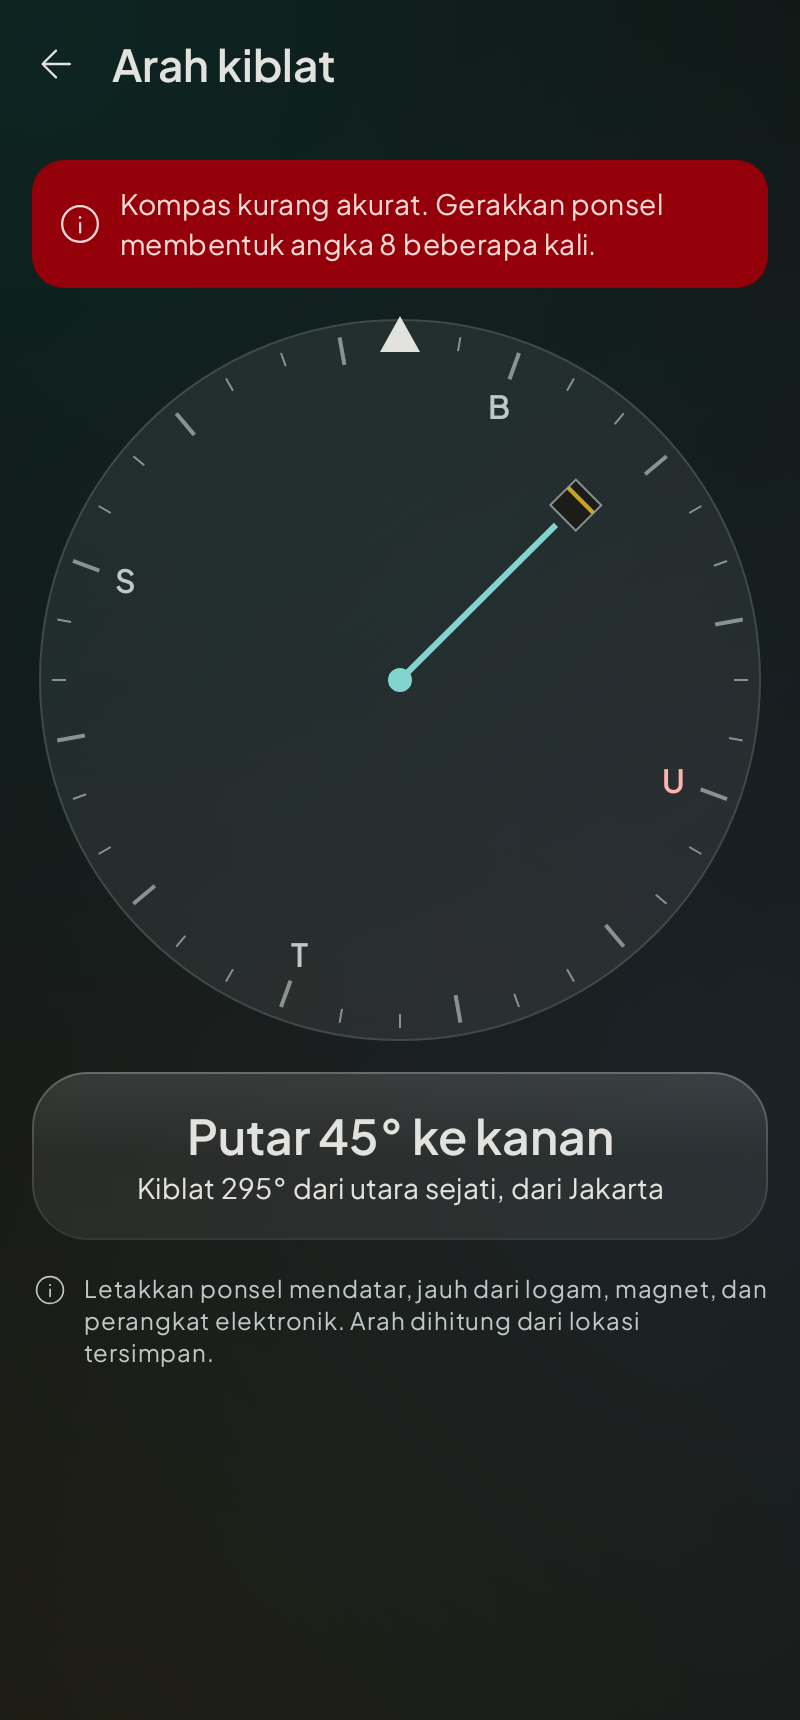 Arah kiblat
Kompas kurang akurat. Gerakkan ponsel
membentuk angka 8 beberapa kali.
B
S
U
T
Putar 45° ke kanan
Kiblat 295° dari utara sejati, dari Jakarta
Letakkan ponsel mendatar, jauh dari logam, magnet, dan
perangkat elektronik. Arah dihitung dari lokasi
tersimpan.